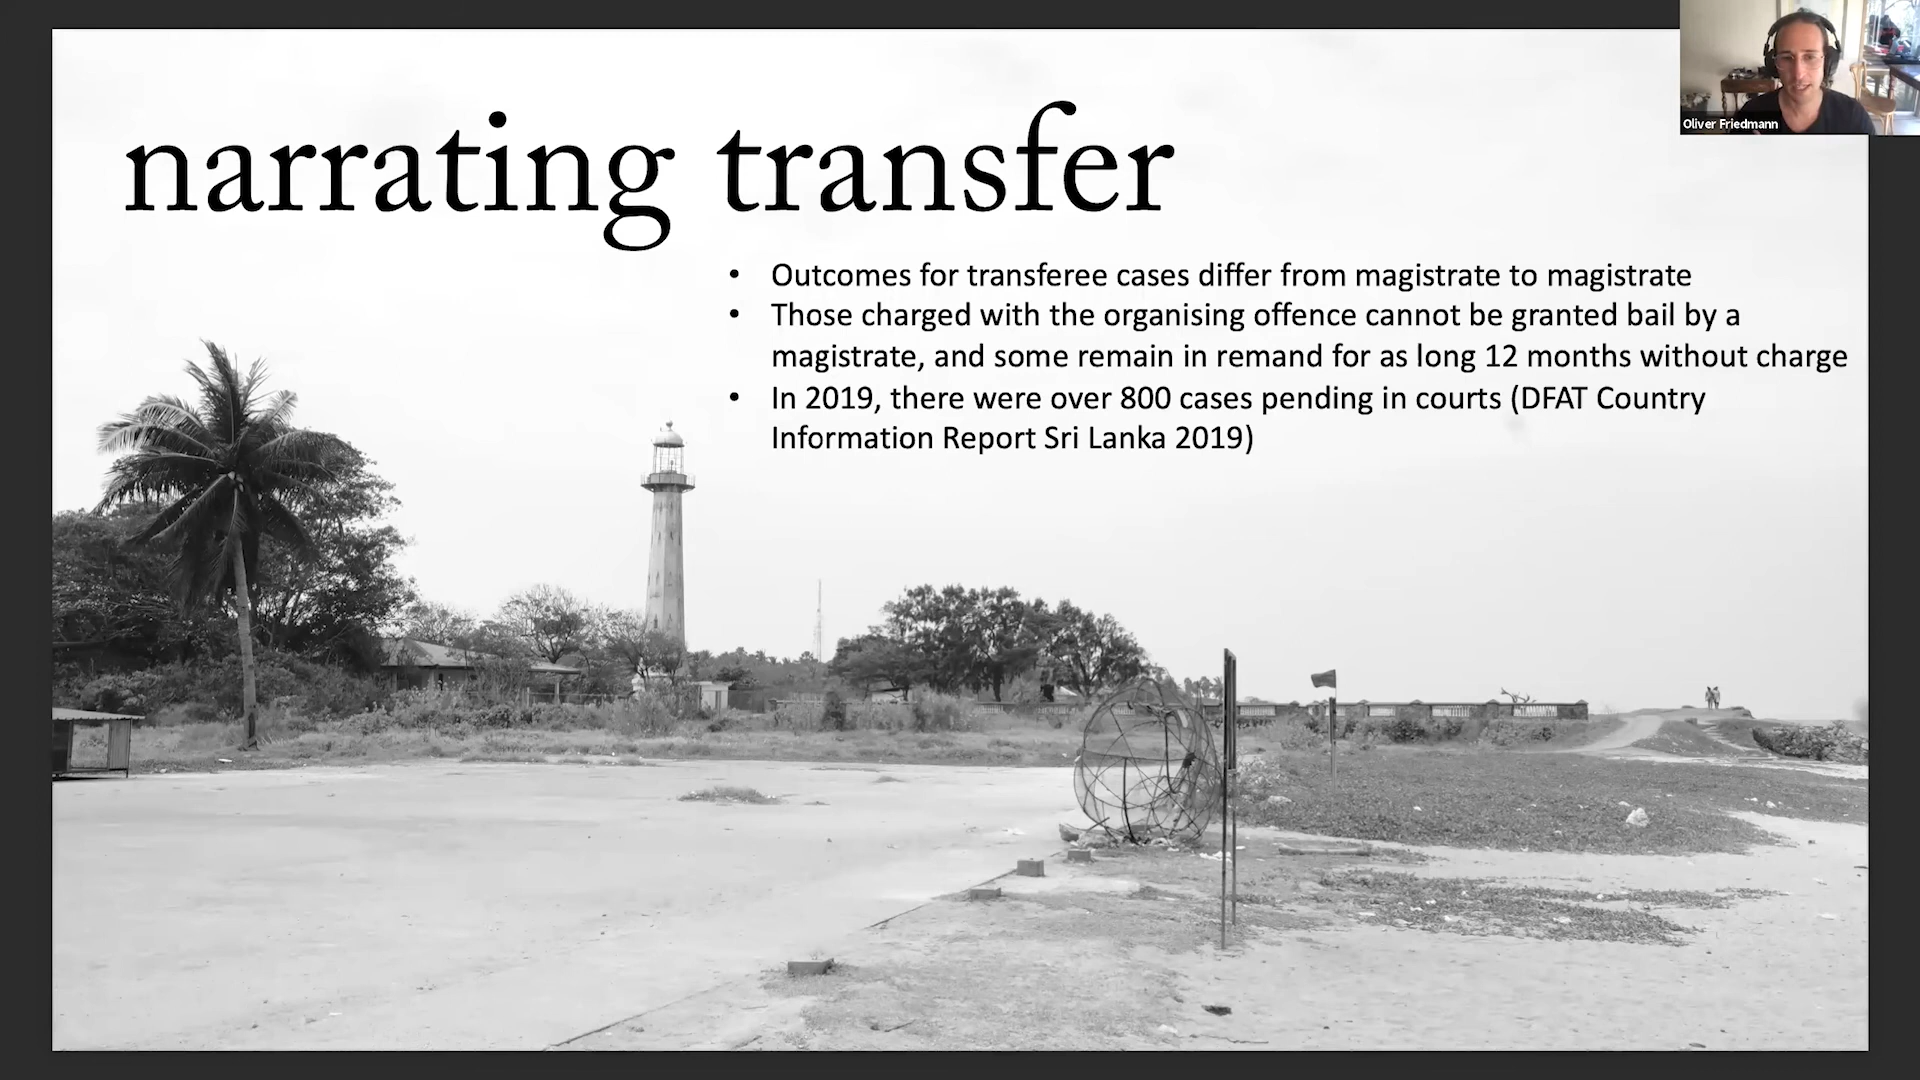 narrating transfer
Oliver Friedmann
• Outcomes for transferee cases differ from magistrate to magistrate
• Those charged with the organising offence cannot be granted bail by a
magistrate, and some remain in remand for as long 12 months without charge
• In 2019, there were over 800 cases pending in courts (DFAT Country
Information Report Sri Lanka 2019)